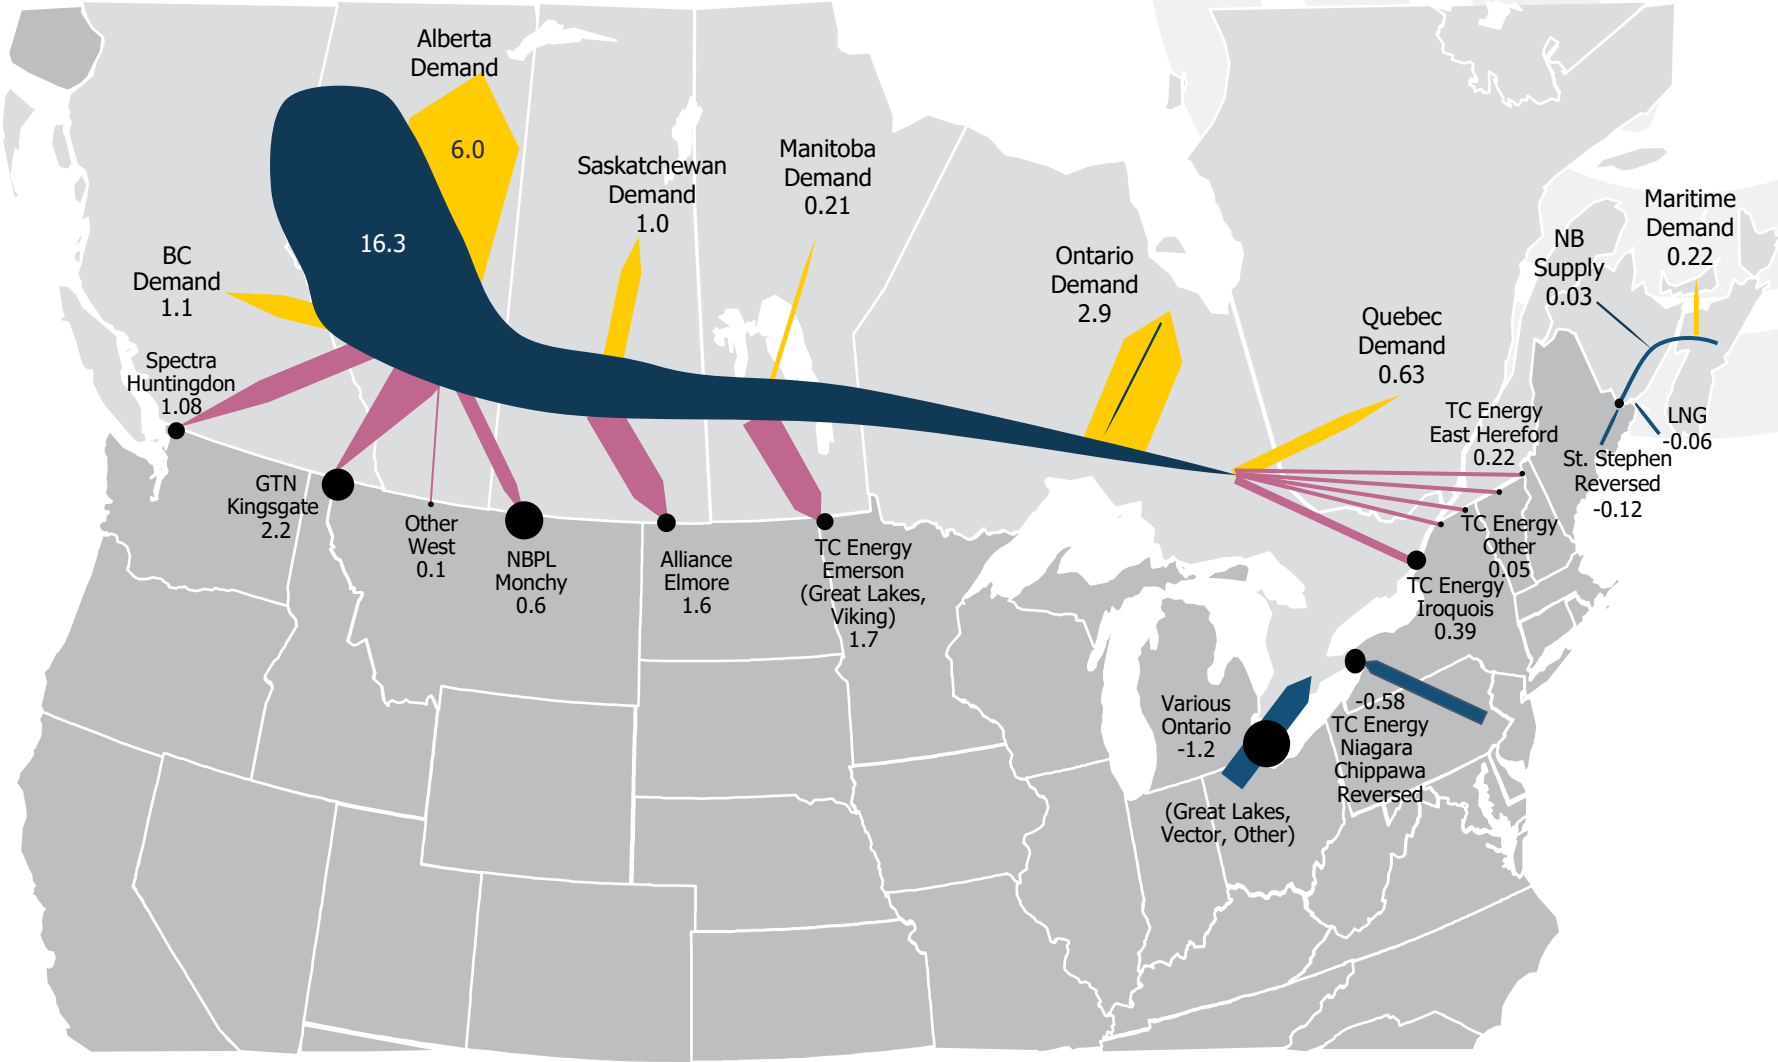 Alberta
Demand
6.0
16.3
Saskatchewan
Demand
1.0
Manitoba
Demand
0.21
BC
Demand
1.1
Spectra
Huntingdon
1.08
GTN
Kingsgate
2.2
Other
West
0.1
NBPL
Monchy
0.6
Alliance
Elmore
1.6
TC Energy
Emerson
(Great Lakes,
Viking)
1.7
Ontario
Demand
2.9
Quebec
Demand
0.63
NB
Supply
0.03
Maritime
Demand
0.22
LNG
-0.06
St. Stephen
Reversed
-0.12
TC Energy
East Hereford
0.22
TC Energy
Other
0.05
TC Energy
Iroquois
0.39
-0.58
TC Energy
Niagara
Chippawa
Reversed
Various
Ontario
-1.2
(Great Lakes,
Vector, Other)